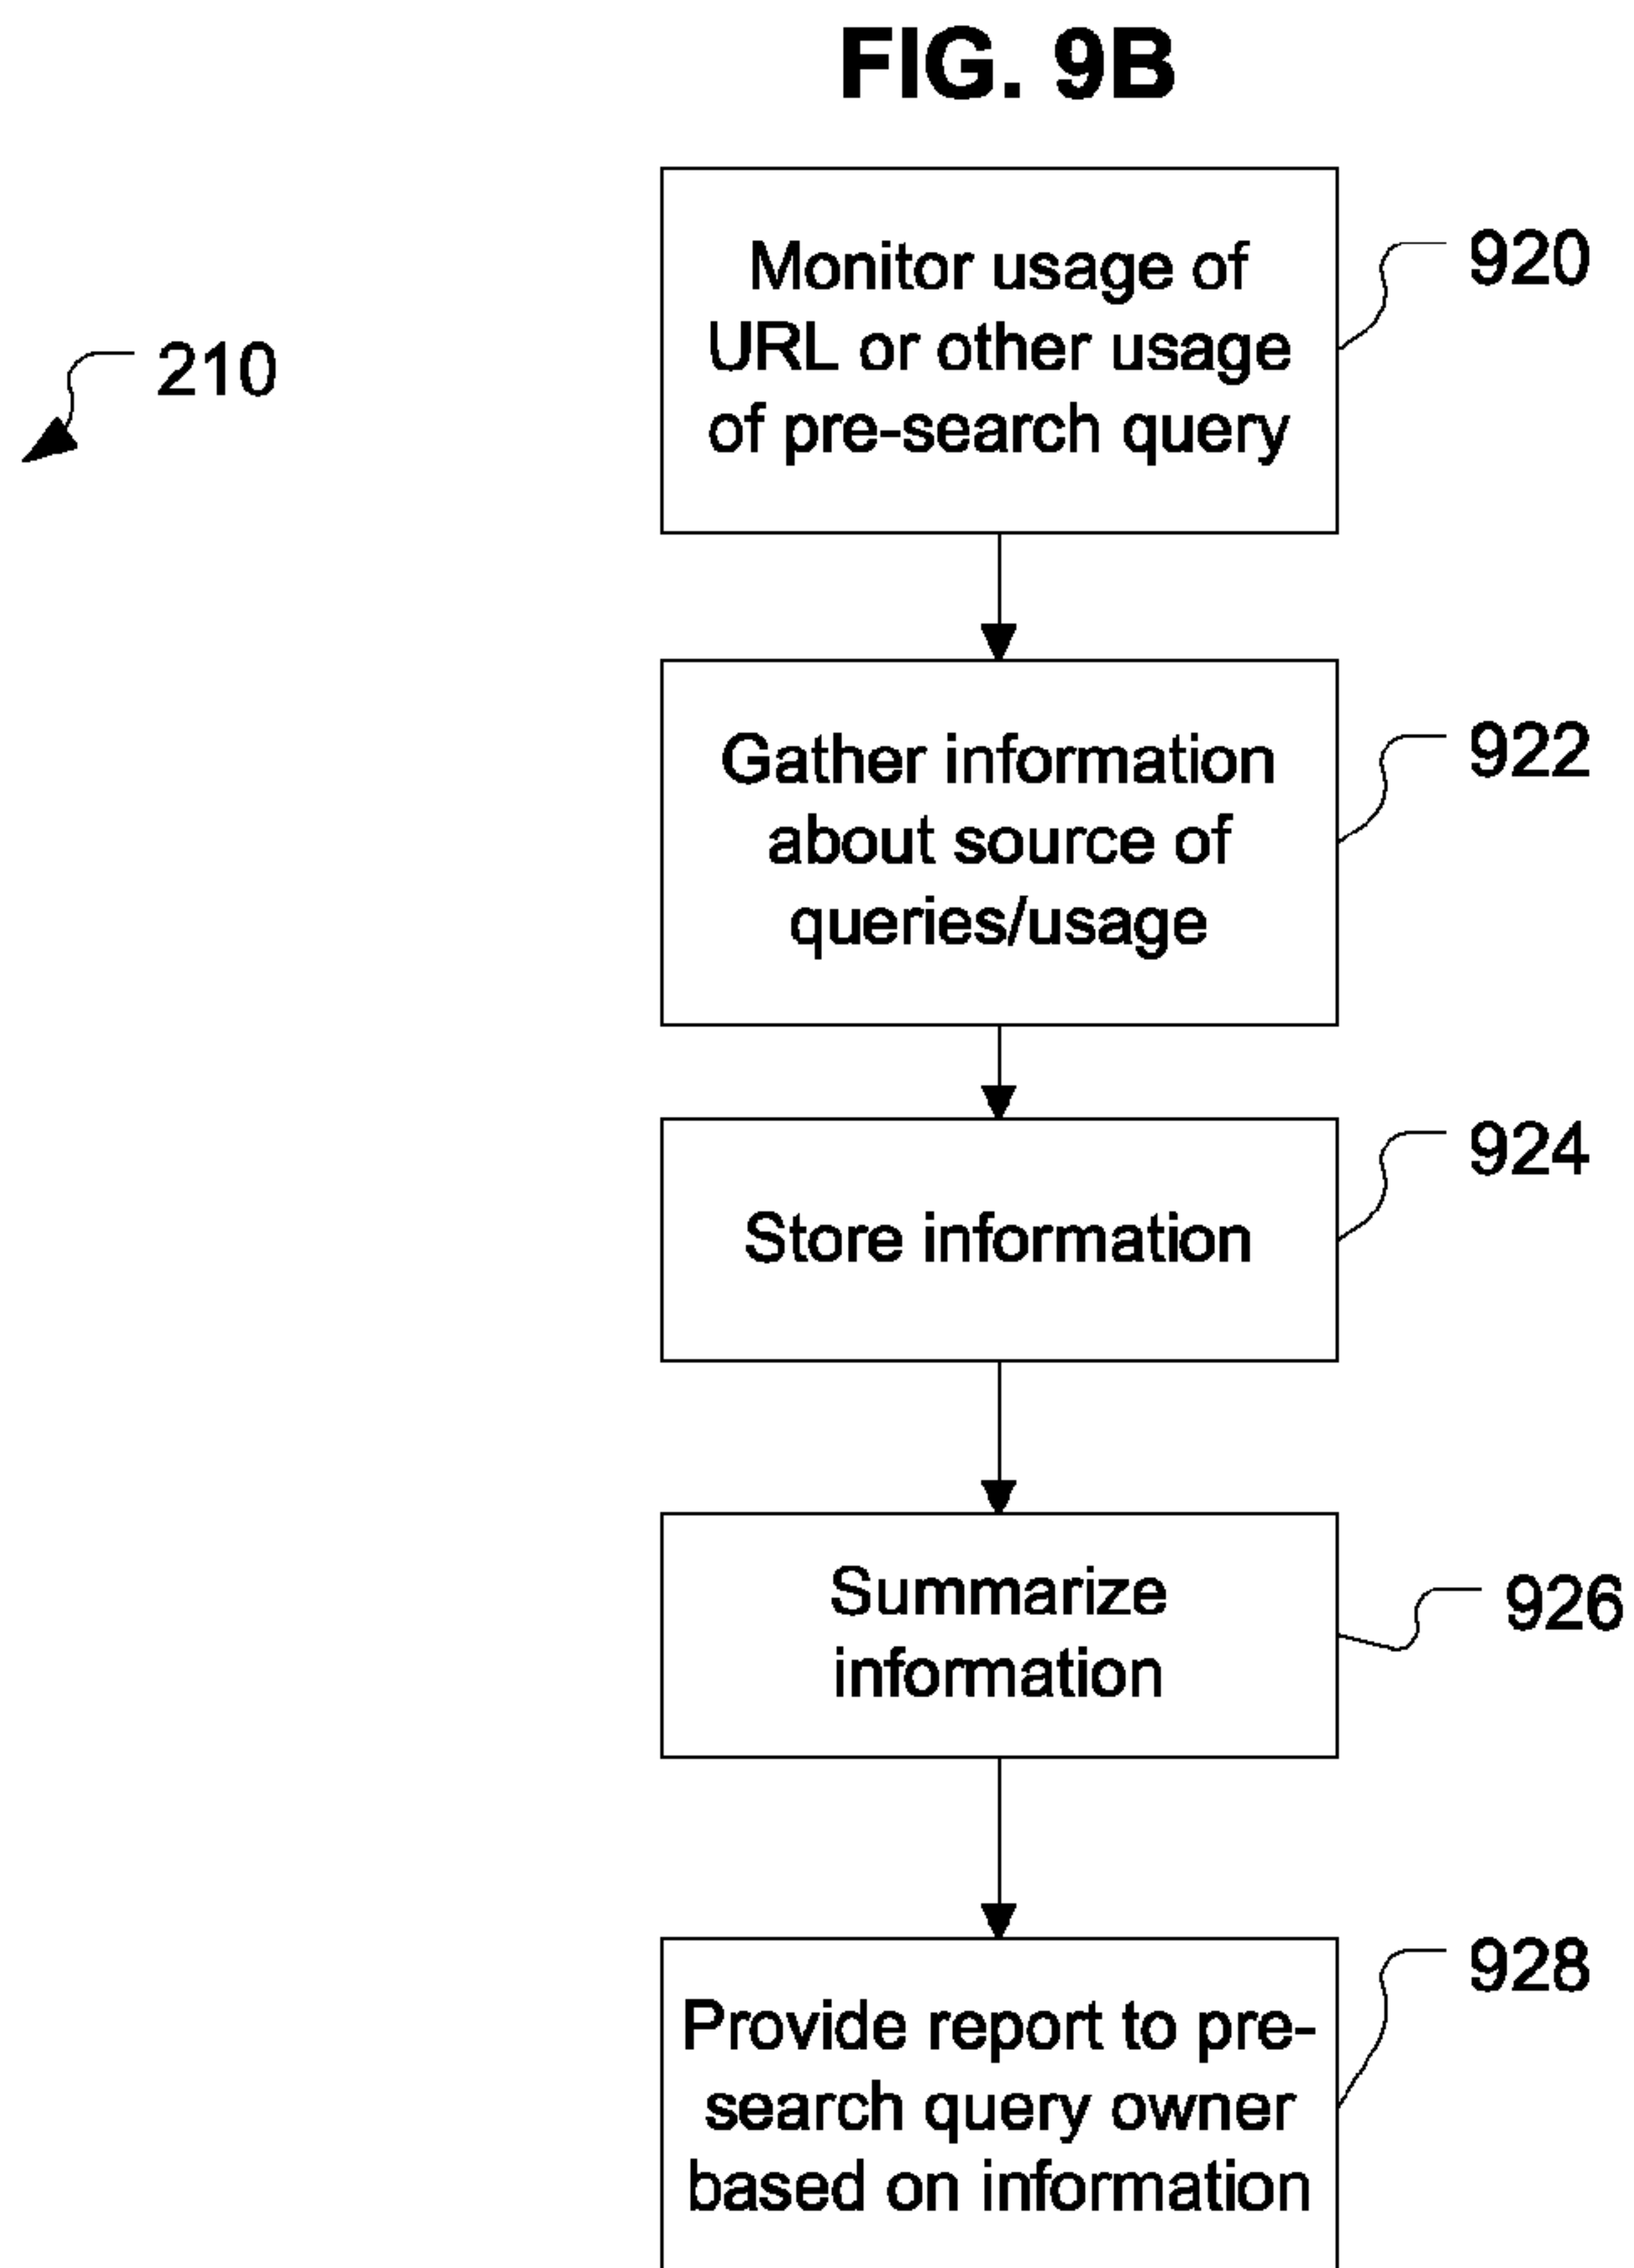 FIG. 9B
Monitor usage of
URL or other usage
of pre-search query
920
210
Gather information
about source of
queries/usage
922
Store information
924
Summarize
information
926
Provide report to pre-
search query owner
based on information
928